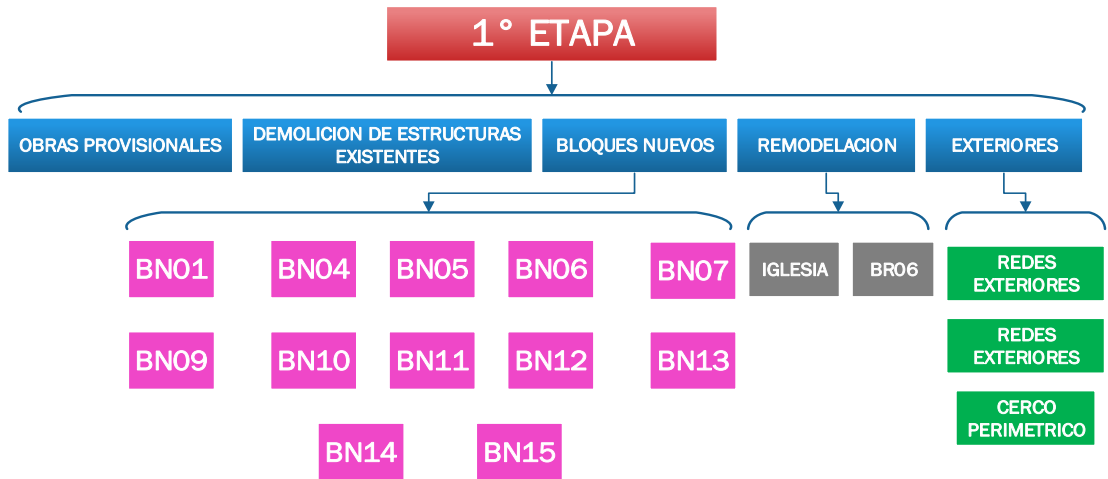 1° ETAPA
OBRAS PROVISIONALES
DEMOLICION DE ESTRUCTURAS
EXISTENTES
BLOQUES NUEVOS
REMODELACION
EXTERIORES
BN01
BN04
BN05
BN06
BN07
IGLESIA
BR06
REDES
EXTERIORES
BN09
BN10
BN11
BN12
BN13
REDES
EXTERIORES
CERCO
PERIMETRICO
BN14
BN15